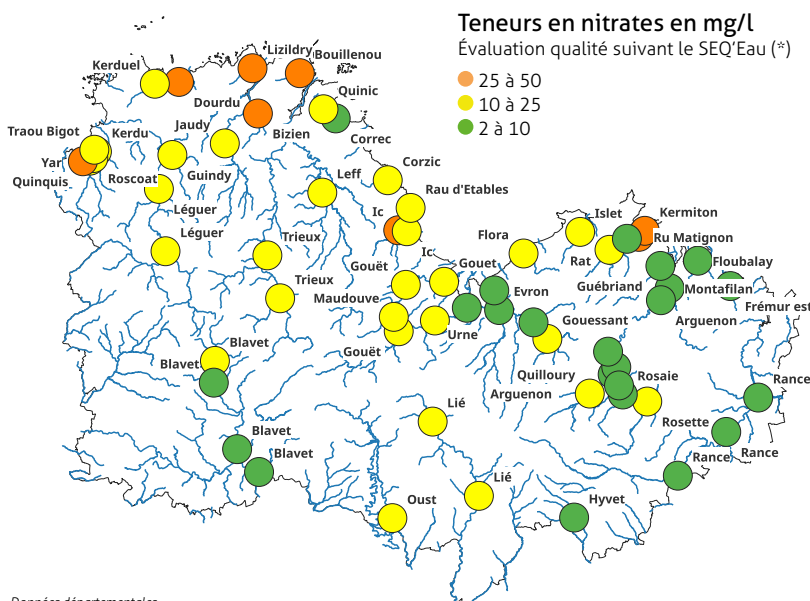 Teneurs en nitrates en mg/l
Évaluation qualité suivant le SEQ'Eau (*)
25 à 50
10 à 25
2 à 10
Lizildry
Bouillenou
Kerduel
Quinic
Dourdu
Traou Bigot
Kerdu
Jaudy
Bizien
Correc
Yar
Quinquis
Roscoat
Guindy
Leff
Corzic
Rau d'Etables
Léguer
Ic
Islet
Kermiton
Léguer
Trieux
Flora
Ru Matignon
Ic
Rat
Gouët
Gouet
Floubalay
Trieux
Guébriand
Montafilan
Maudouve
Evron
Frémur est
Gouessant
Arguenon
Urne
Blavet
Gouët
Blavet
Quilloury
Rosaie
Rance
Arguenon
Lié
Rosette
Blavet
Rance
Blavet
Rance
Lié
Oust
Hyvet
Données départementales